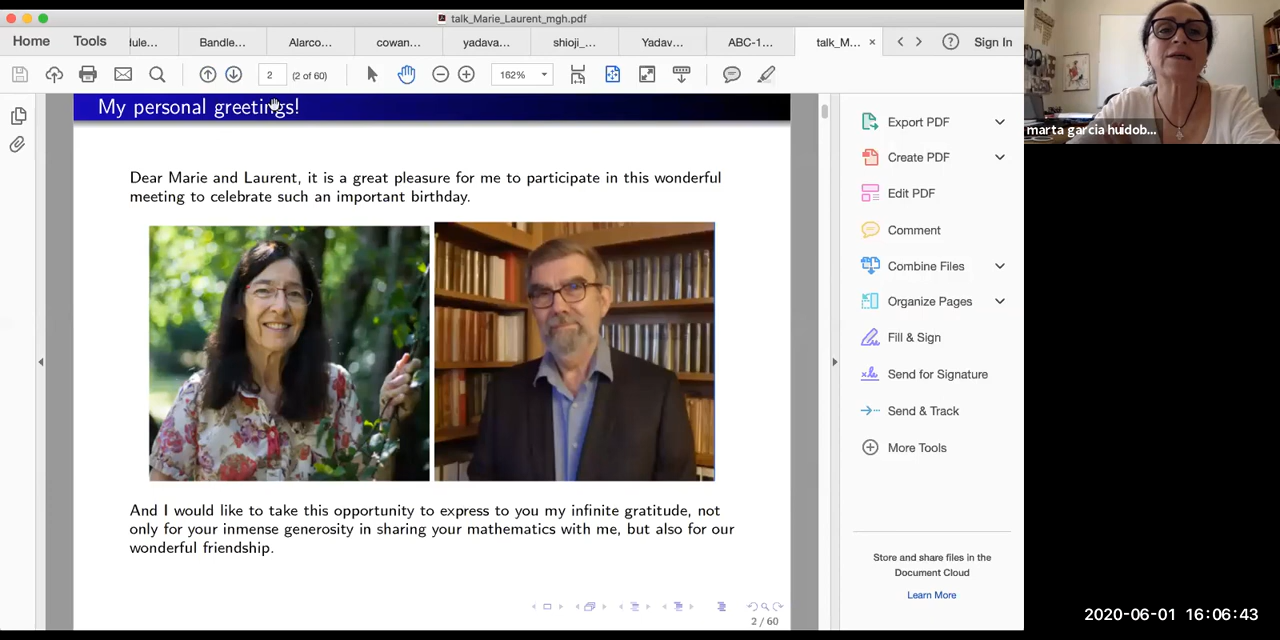 talk_Marie_Laurent_mgh.pdf
Home
Tools
Bandle...
Alarco...
cowan...
yadava...
shioji_...
Yadav...
ABC-1...
talk_M...
Sign In
2
(2 of 60)
162%
marta garcia huidob...
My personal greetings!
Dear Marie and Laurent, it is a great pleasure for me to participate in this wonderful
meeting to celebrate such an important birthday.
And I would like to take this opportunity to express to you my infinite gratitude, not
only for your inmense generosity in sharing your mathematics with me, but also for our
wonderful friendship.
2 / 60
Export PDF
Create PDF
Edit PDF
Comment
Combine Files
Organize Pages
Fill & Sign
Send for Signature
Send & Track
More Tools
Store and share files in the
Document Cloud
Learn More
2020-06-01 16:06:43